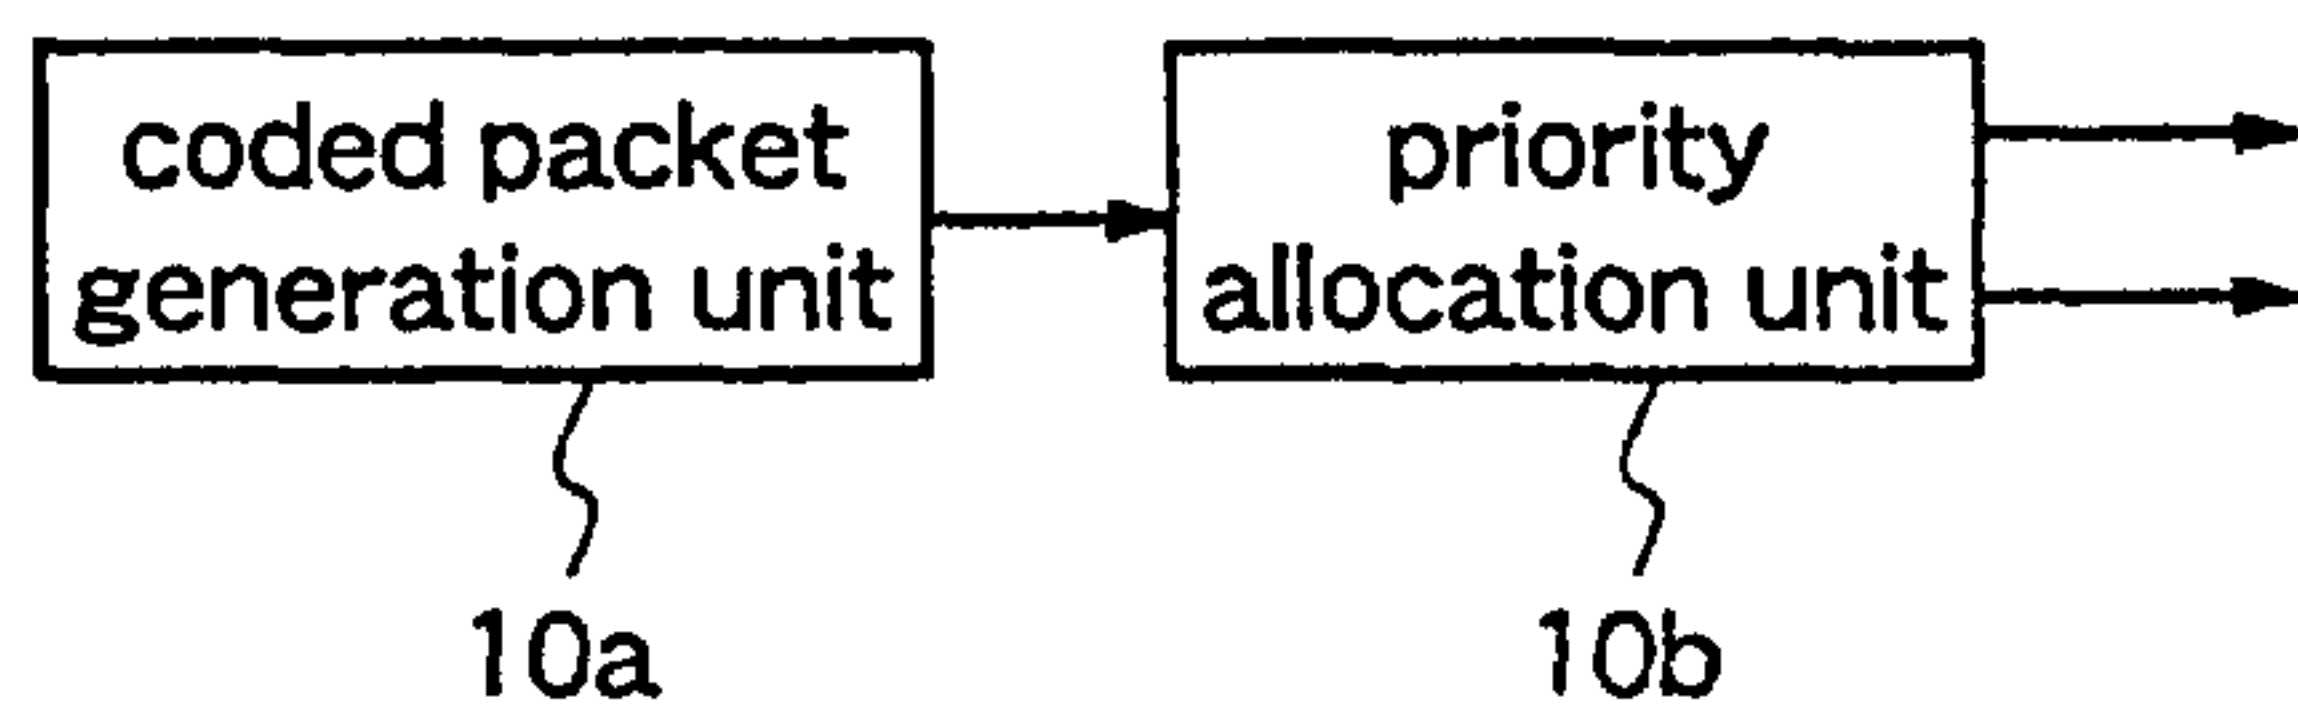 coded packet
generation unit
priority
allocation unit
10a
10b